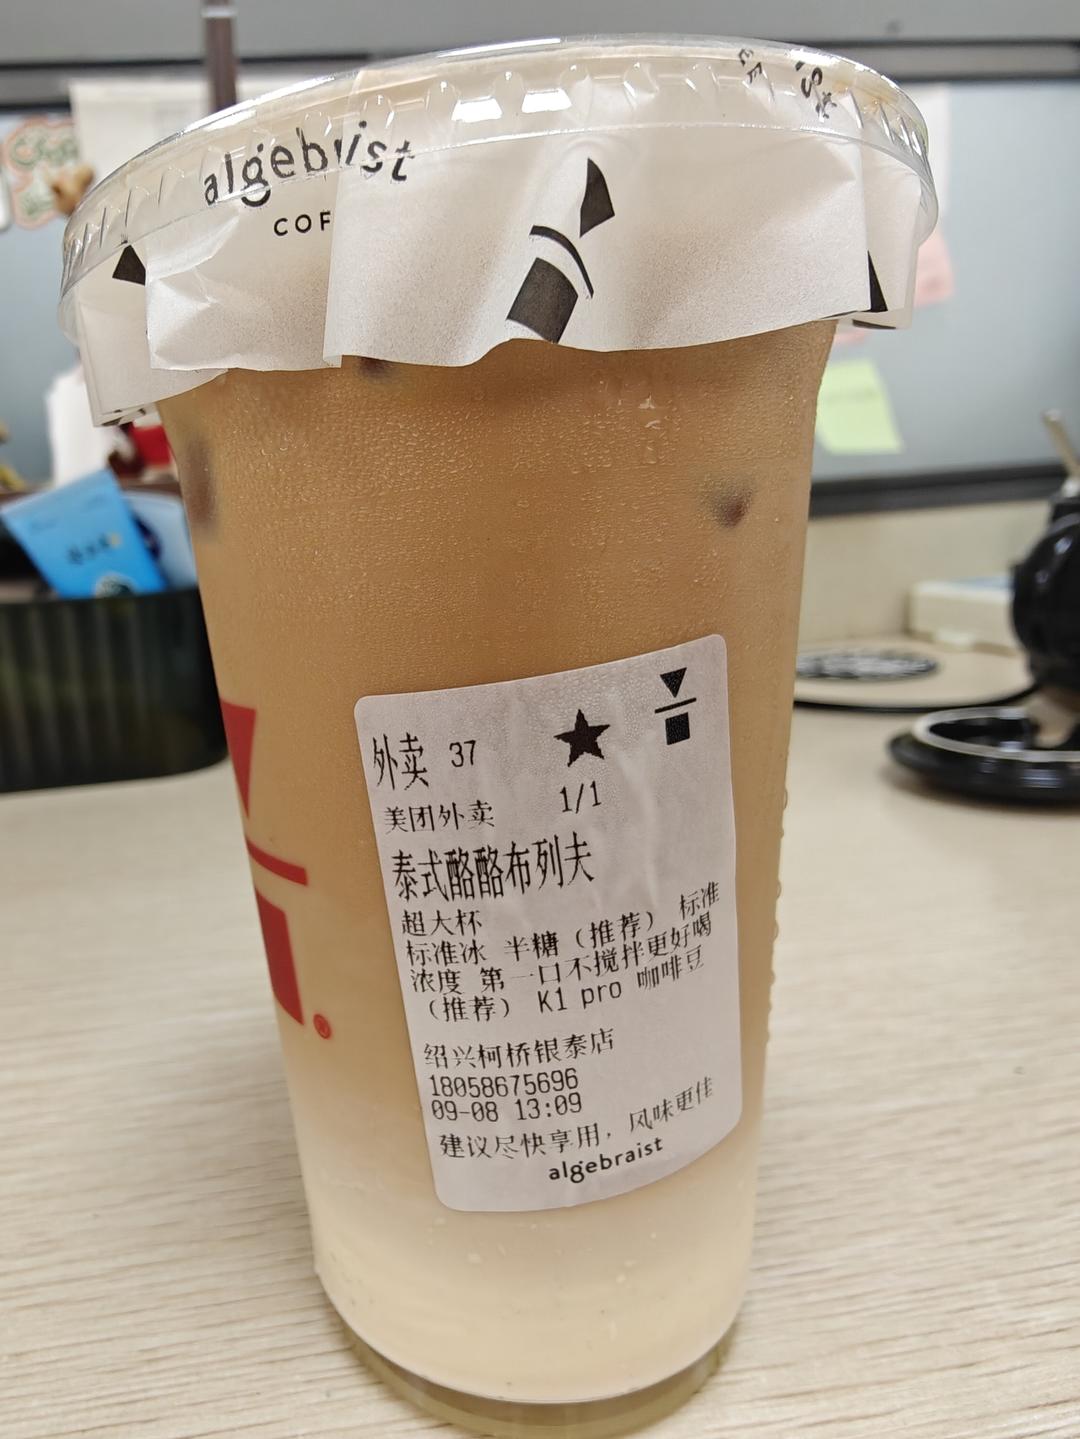 algebraist
COF
外卖 37
美团外卖 1/1
泰式酪酪布列夫
超大杯
标准冰 半糖（推荐） 标准
浓度 第一口不搅拌更好喝
（推荐） K1 pro 咖啡豆
绍兴柯桥银泰店
18058675696
09-08 13:09
建议尽快享用，风味更佳
algebraist
®